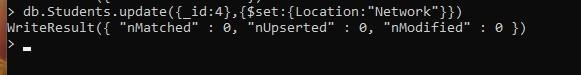 > db.Students.update({_id:4},{$set:{Location:"Network"}})
WriteResult({ "nMatched" : 0, "nUpserted" : 0, "nModified" : 0 })
>